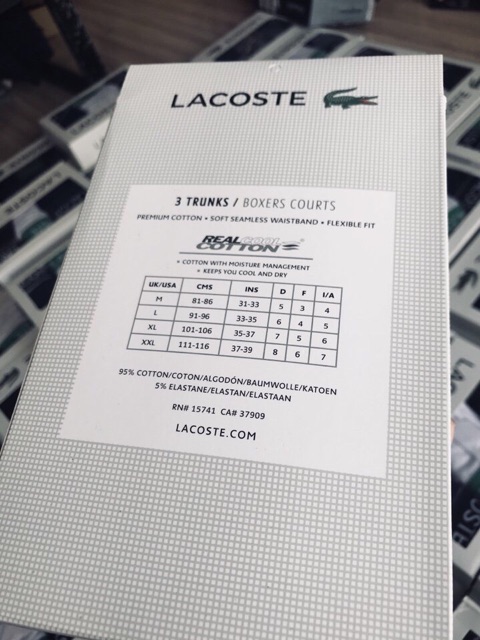 LACOSTE
3 TRUNKS / BOXERS COURTS
PREMIUM COTTON • SOFT SEAMLESS WAISTBAND • FLEXIBLE FIT
REAL COOL COTTON
• COTTON WITH MOISTURE MANAGEMENT
• KEEPS YOU COOL AND DRY
UK/USA CMS INS D F I/A
M 81-86 31-33 5 3 4
L 91-96 33-35 6 4 5
XL 101-106 35-37 7 5 6
XXL 111-116 37-39 8 6 7
95% COTTON/COTON/ALGODÓN/BAUMWOLLE/KATOEN
5% ELASTANE/ELASTAN/ELASTAAN
RN# 15741 CA# 37909
LACOSTE.COM
LACOSTE